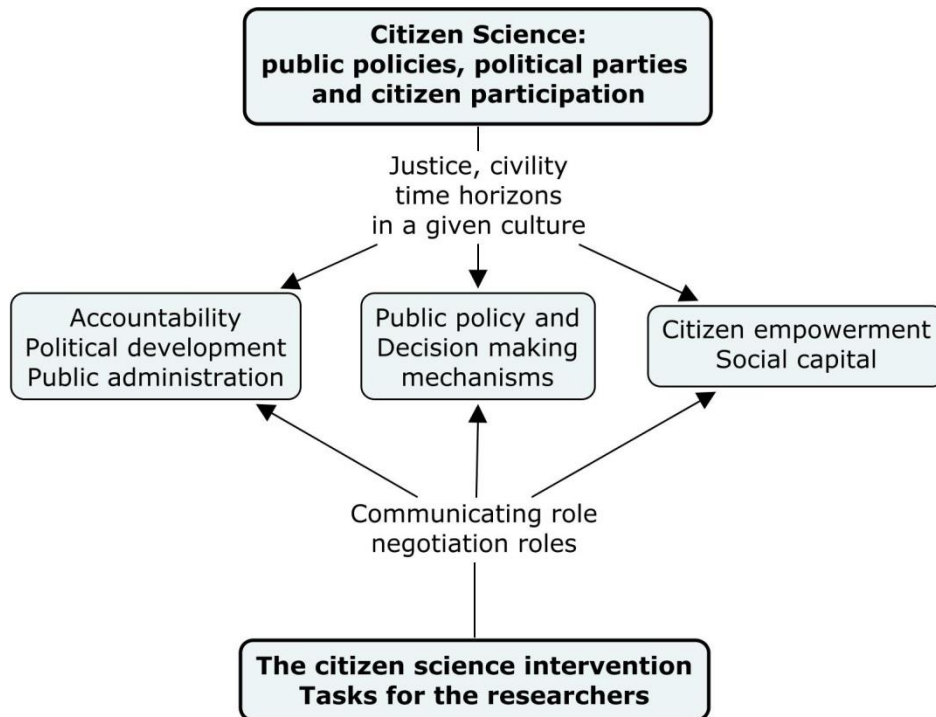 Citizen Science:
public policies, political parties
and citizen participation
Justice, civility
time horizons
in a given culture
Accountability
Political development
Public administration
Public policy and
Decision making
mechanisms
Citizen empowerment
Social capital
Communicating role
negotiation roles
The citizen science intervention
Tasks for the researchers